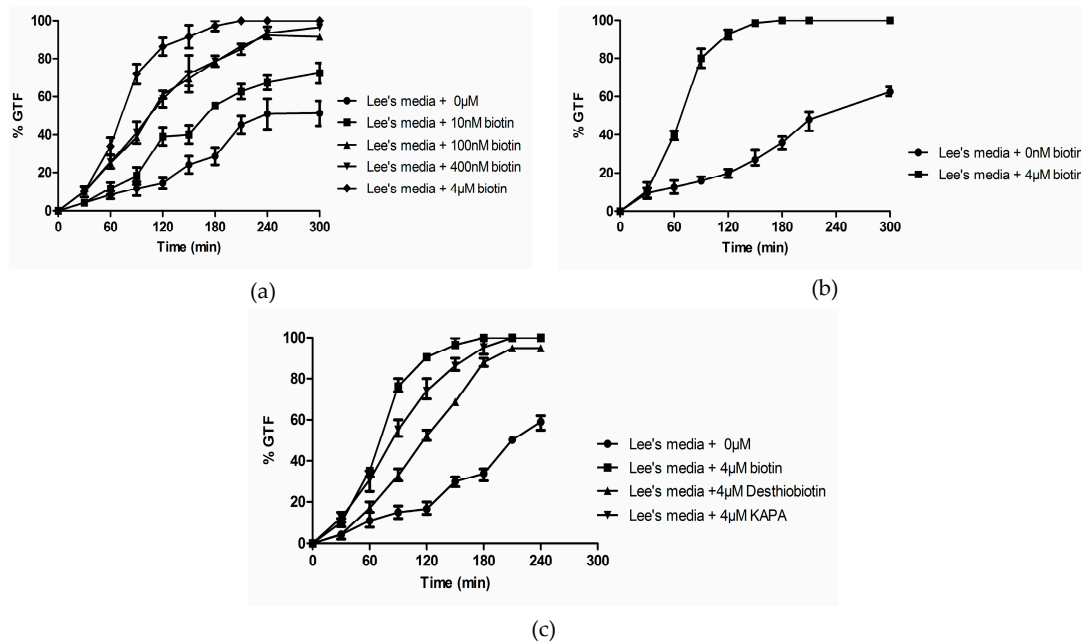 % GTF
100
80
60
40
20
0
0 60 120 180 240 300
Time (min)
Lee's media + 0µM
Lee's media + 10nM biotin
Lee's media + 100nM biotin
Lee's media + 400nM biotin
Lee's media + 4µM biotin
(a)
% GTF
100
80
60
40
20
0
0 60 120 180 240 300
Time (min)
Lee's media + 0nM biotin
Lee's media + 4µM biotin
(b)
% GTF
100
80
60
40
20
0
0 60 120 180 240 300
Time (min)
Lee's media + 0µM
Lee's media + 4µM biotin
Lee's media +4µM Desthiobiotin
Lee's media + 4µM KAPA
(c)